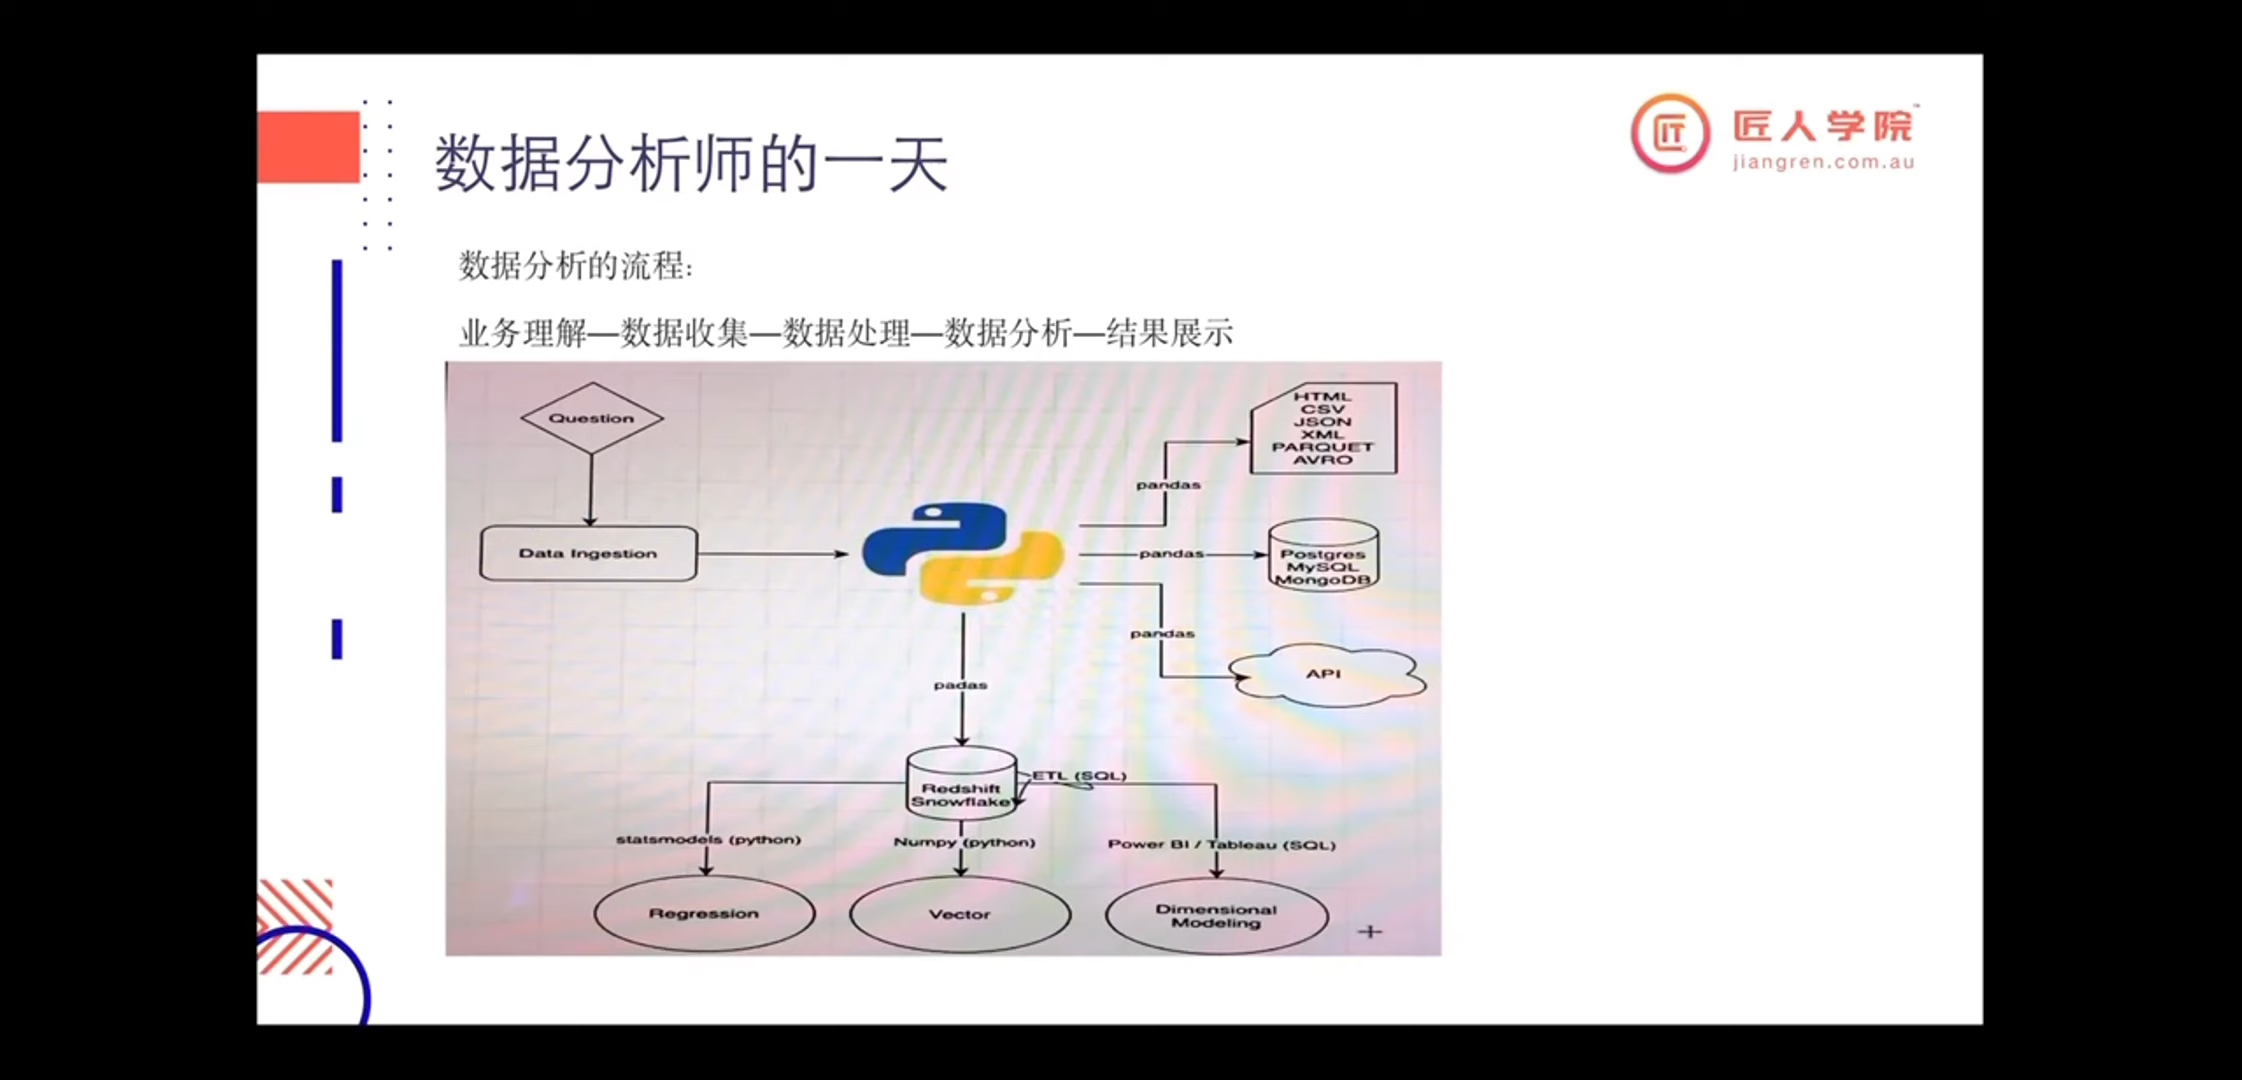 数据分析师的一天
匠人学院
jiangren.com.au
数据分析的流程:
业务理解—数据收集—数据处理—数据分析—结果展示
Question
Data Ingestion
pandas
HTML
CSV
JSON
XML
PARQUET
AVRO
pandas
Postgres
MySQL
MongoDB
pandas
API
padas
Redshift
Snowflake
ETL (SQL)
statsmodels (python)
Numpy (python)
Power BI / Tableau (SQL)
Regression
Vector
Dimensional
Modeling